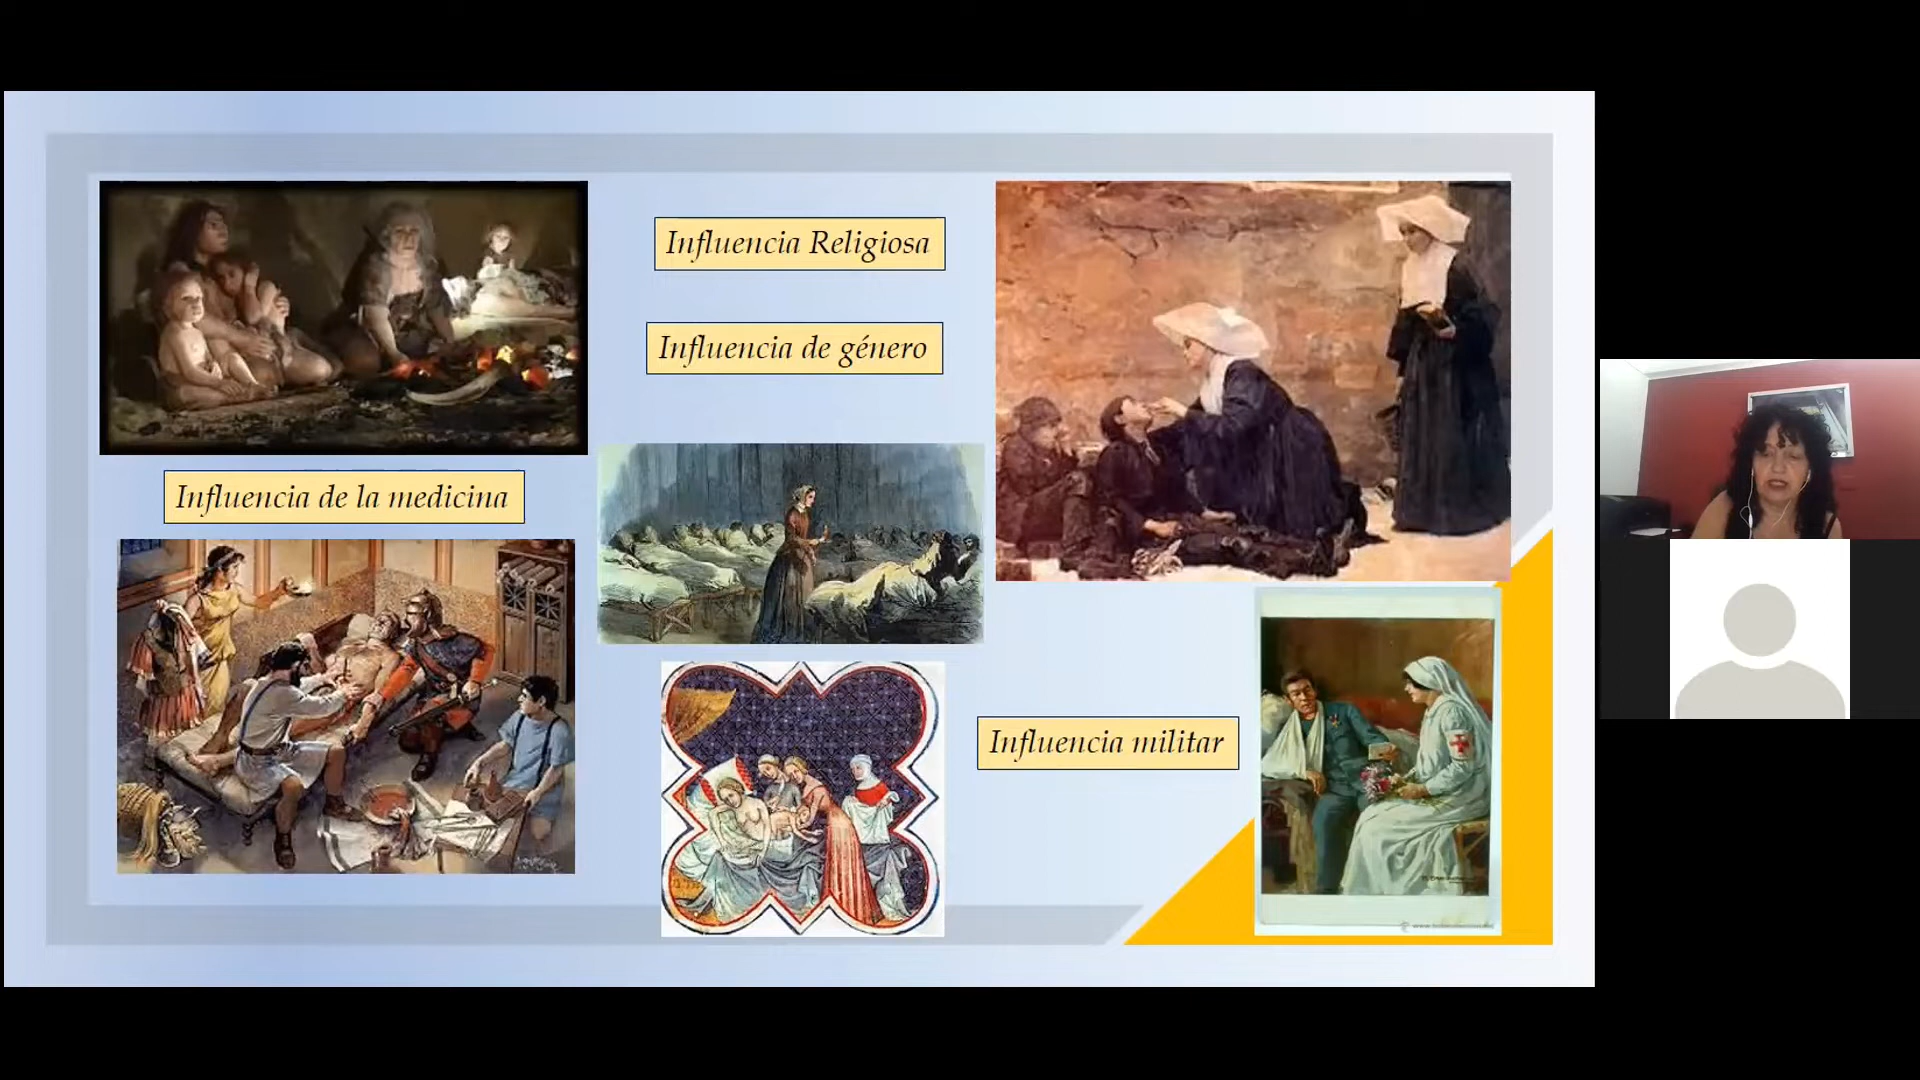 Influencia Religiosa
Influencia de género
Influencia de la medicina
Influencia militar